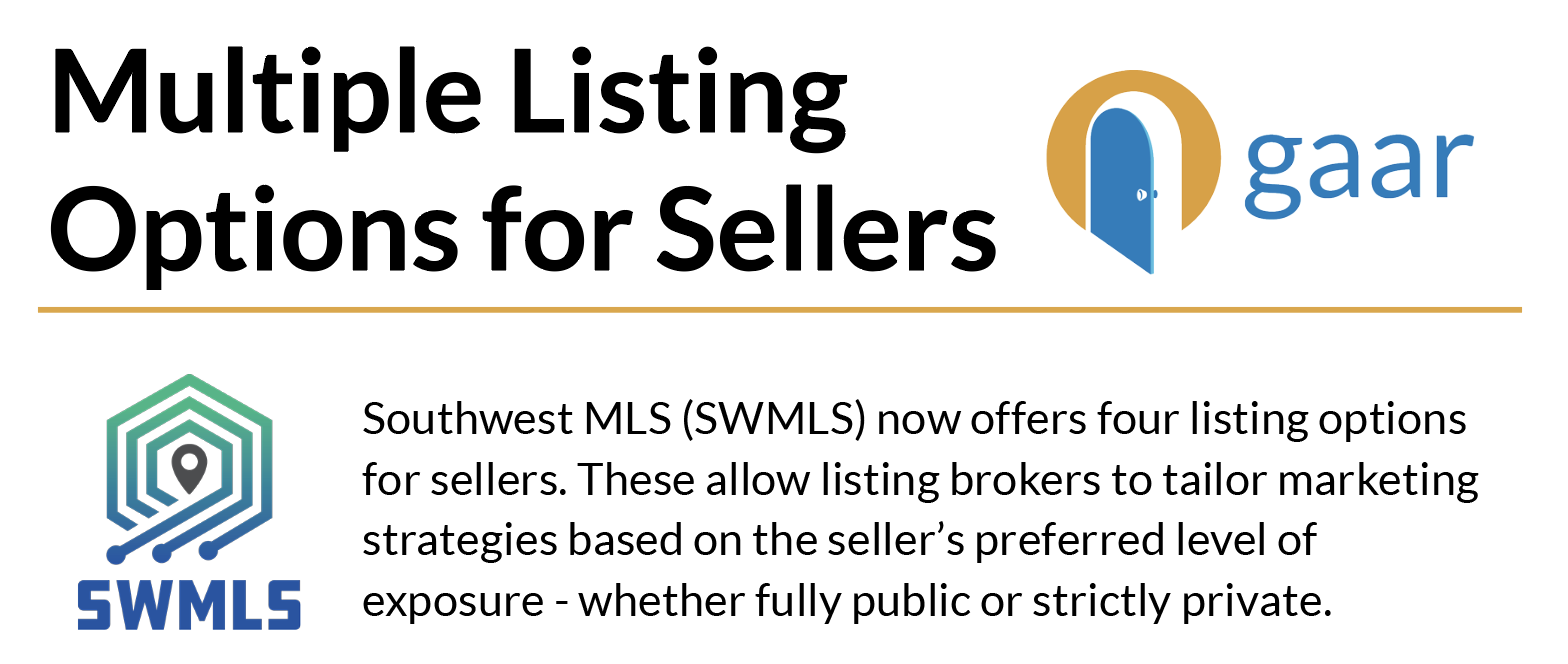 Multiple Listing
Options for Sellers
gaar
SWMLS
Southwest MLS (SWMLS) now offers four listing options
for sellers. These allow listing brokers to tailor marketing
strategies based on the seller’s preferred level of
exposure - whether fully public or strictly private.